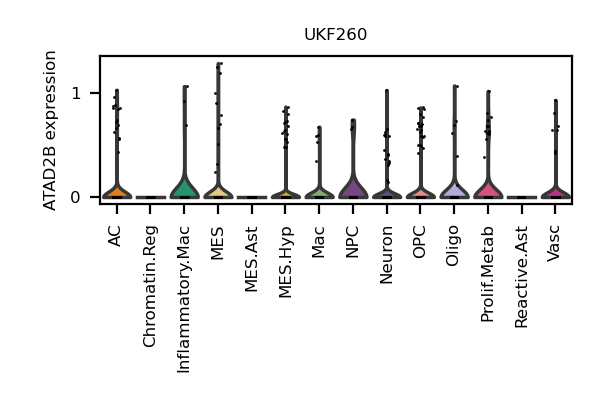 UKF260
ATAD2B expression
1
0
AC
Chromatin.Reg
Inflammatory.Mac
MES
MES.Ast
MES.Hyp
Mac
NPC
Neuron
OPC
Oligo
Prolif.Metab
Reactive.Ast
Vasc